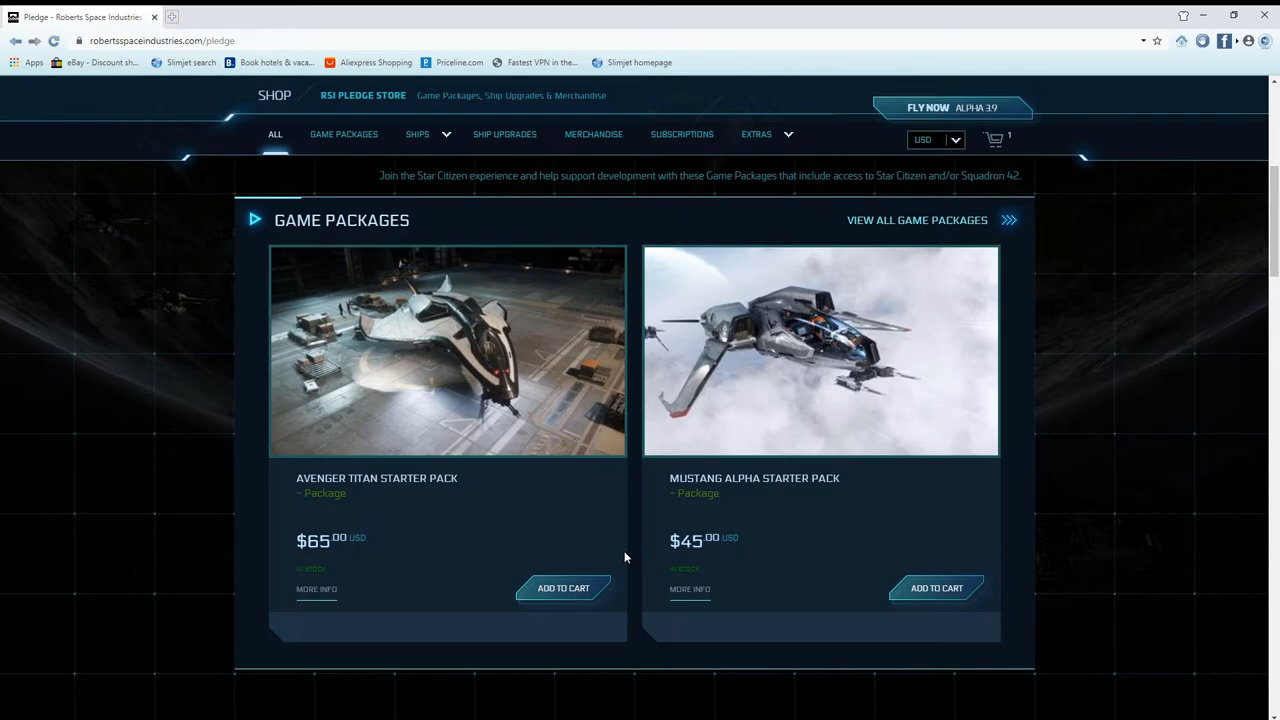 Pledge - Roberts Space Industries
robertsspaceindustries.com/pledge
Apps
eBay - Discount sh...
Slimjet search
Book hotels & vaca...
Aliexpress Shopping
Priceline.com
Fastest VPN in the...
Slimjet homepage
SHOP
RSI PLEDGE STORE
Game Packages, Ship Upgrades & Merchandise
FLY NOW ALPHA 3.9
ALL
GAME PACKAGES
SHIPS
SHIP UPGRADES
MERCHANDISE
SUBSCRIPTIONS
EXTRAS
USD
1
Join the Star Citizen experience and help support development with these Game Packages that include access to Star Citizen and/or Squadron 42.
GAME PACKAGES
VIEW ALL GAME PACKAGES
AVENGER TITAN STARTER PACK
- Package
$65.00 USD
IN STOCK
MORE INFO
ADD TO CART
MUSTANG ALPHA STARTER PACK
- Package
$45.00 USD
IN STOCK
MORE INFO
ADD TO CART